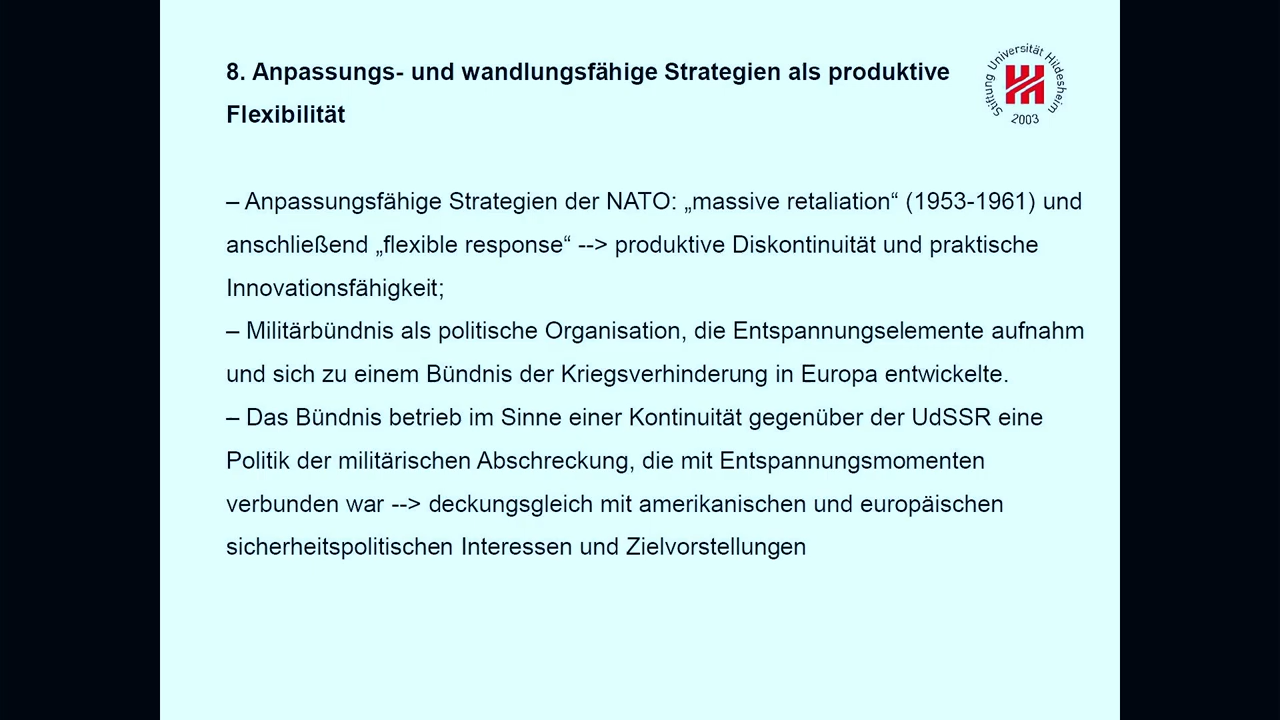 8. Anpassungs- und wandlungsfähige Strategien als produktive
Flexibilität
Stiftung Universität Hildesheim
2003
– Anpassungsfähige Strategien der NATO: „massive retaliation“ (1953-1961) und
anschließend „flexible response“ --> produktive Diskontinuität und praktische
Innovationsfähigkeit;
– Militärbündnis als politische Organisation, die Entspannungselemente aufnahm
und sich zu einem Bündnis der Kriegsverhinderung in Europa entwickelte.
– Das Bündnis betrieb im Sinne einer Kontinuität gegenüber der UdSSR eine
Politik der militärischen Abschreckung, die mit Entspannungsmomenten
verbunden war --> deckungsgleich mit amerikanischen und europäischen
sicherheitspolitischen Interessen und Zielvorstellungen